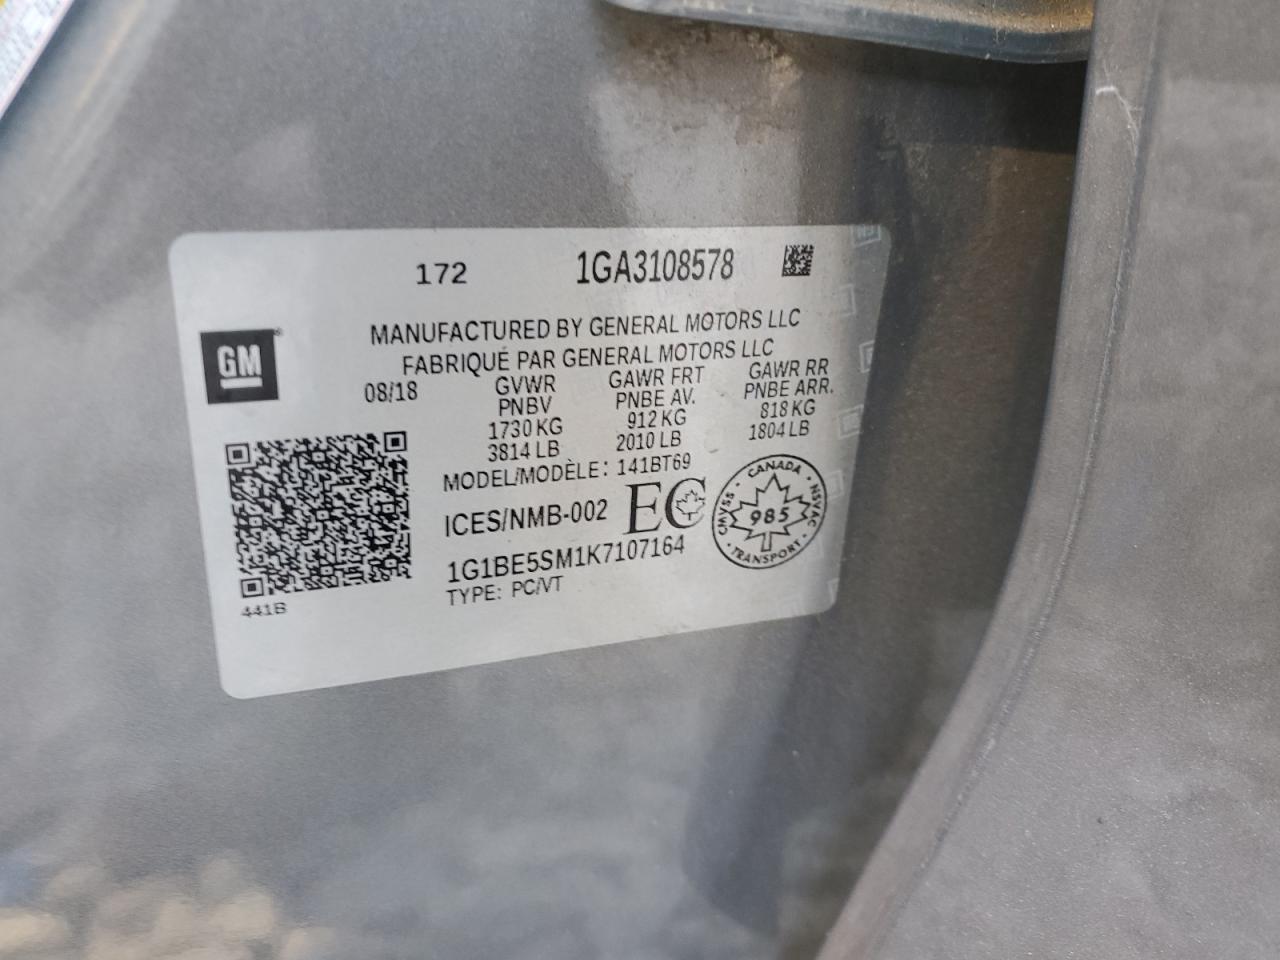 172 1GA3108578
MANUFACTURED BY GENERAL MOTORS LLC
FABRIQUÉ PAR GENERAL MOTORS LLC
GM
08/18 GVWR GAWR FRT GAWR RR
PNBV PNBE AV. PNBE ARR.
1730 KG 912 KG 818 KG
3814 LB 2010 LB 1804 LB
MODEL/MODÈLE: 141BT69
ICES/NMB-002 EC
CANADA
CMVSS 985 NSVAC
TRANSPORT
1G1BE5SM1K7107164
TYPE: PC/VT
441B